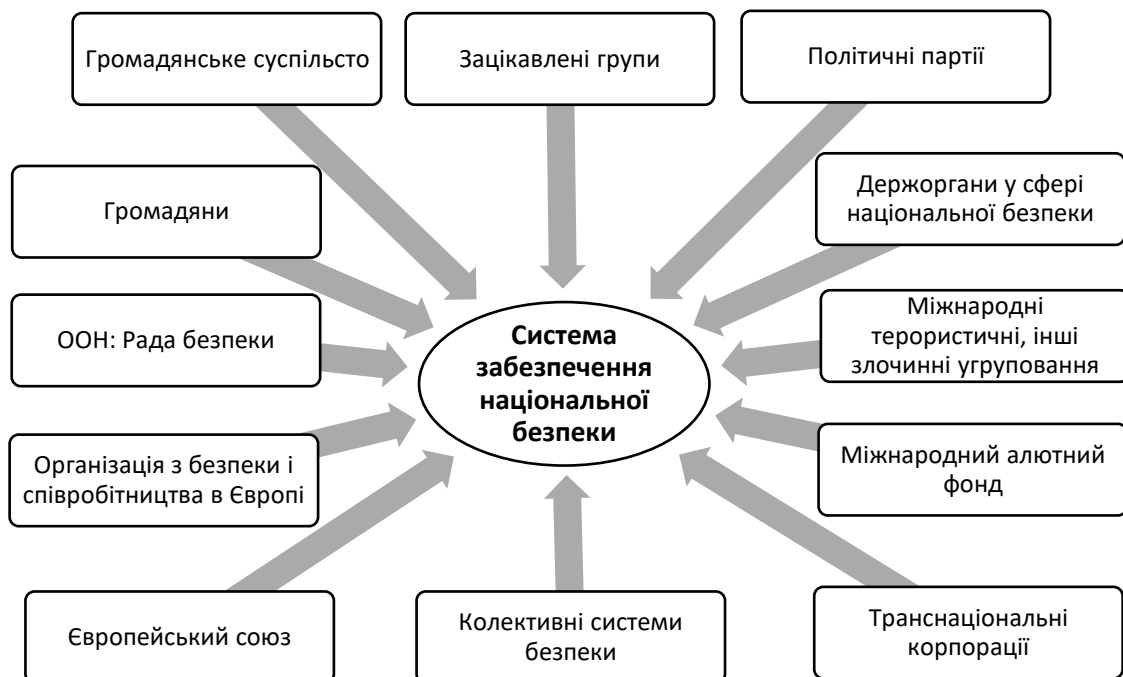 Громадянське суспільсто
Зацікавлені групи
Політичні партії
Громадяни
Держоргани у сфері
національної безпеки
ООН: Рада безпеки
Система
забезпечення
національної
безпеки
Міжнародні
терористичні, інші
злочинні угруповання
Організація з безпеки і
співробітництва в Європі
Міжнародний алютний
фонд
Європейський союз
Колективні системи
безпеки
Транснаціональні
корпорації